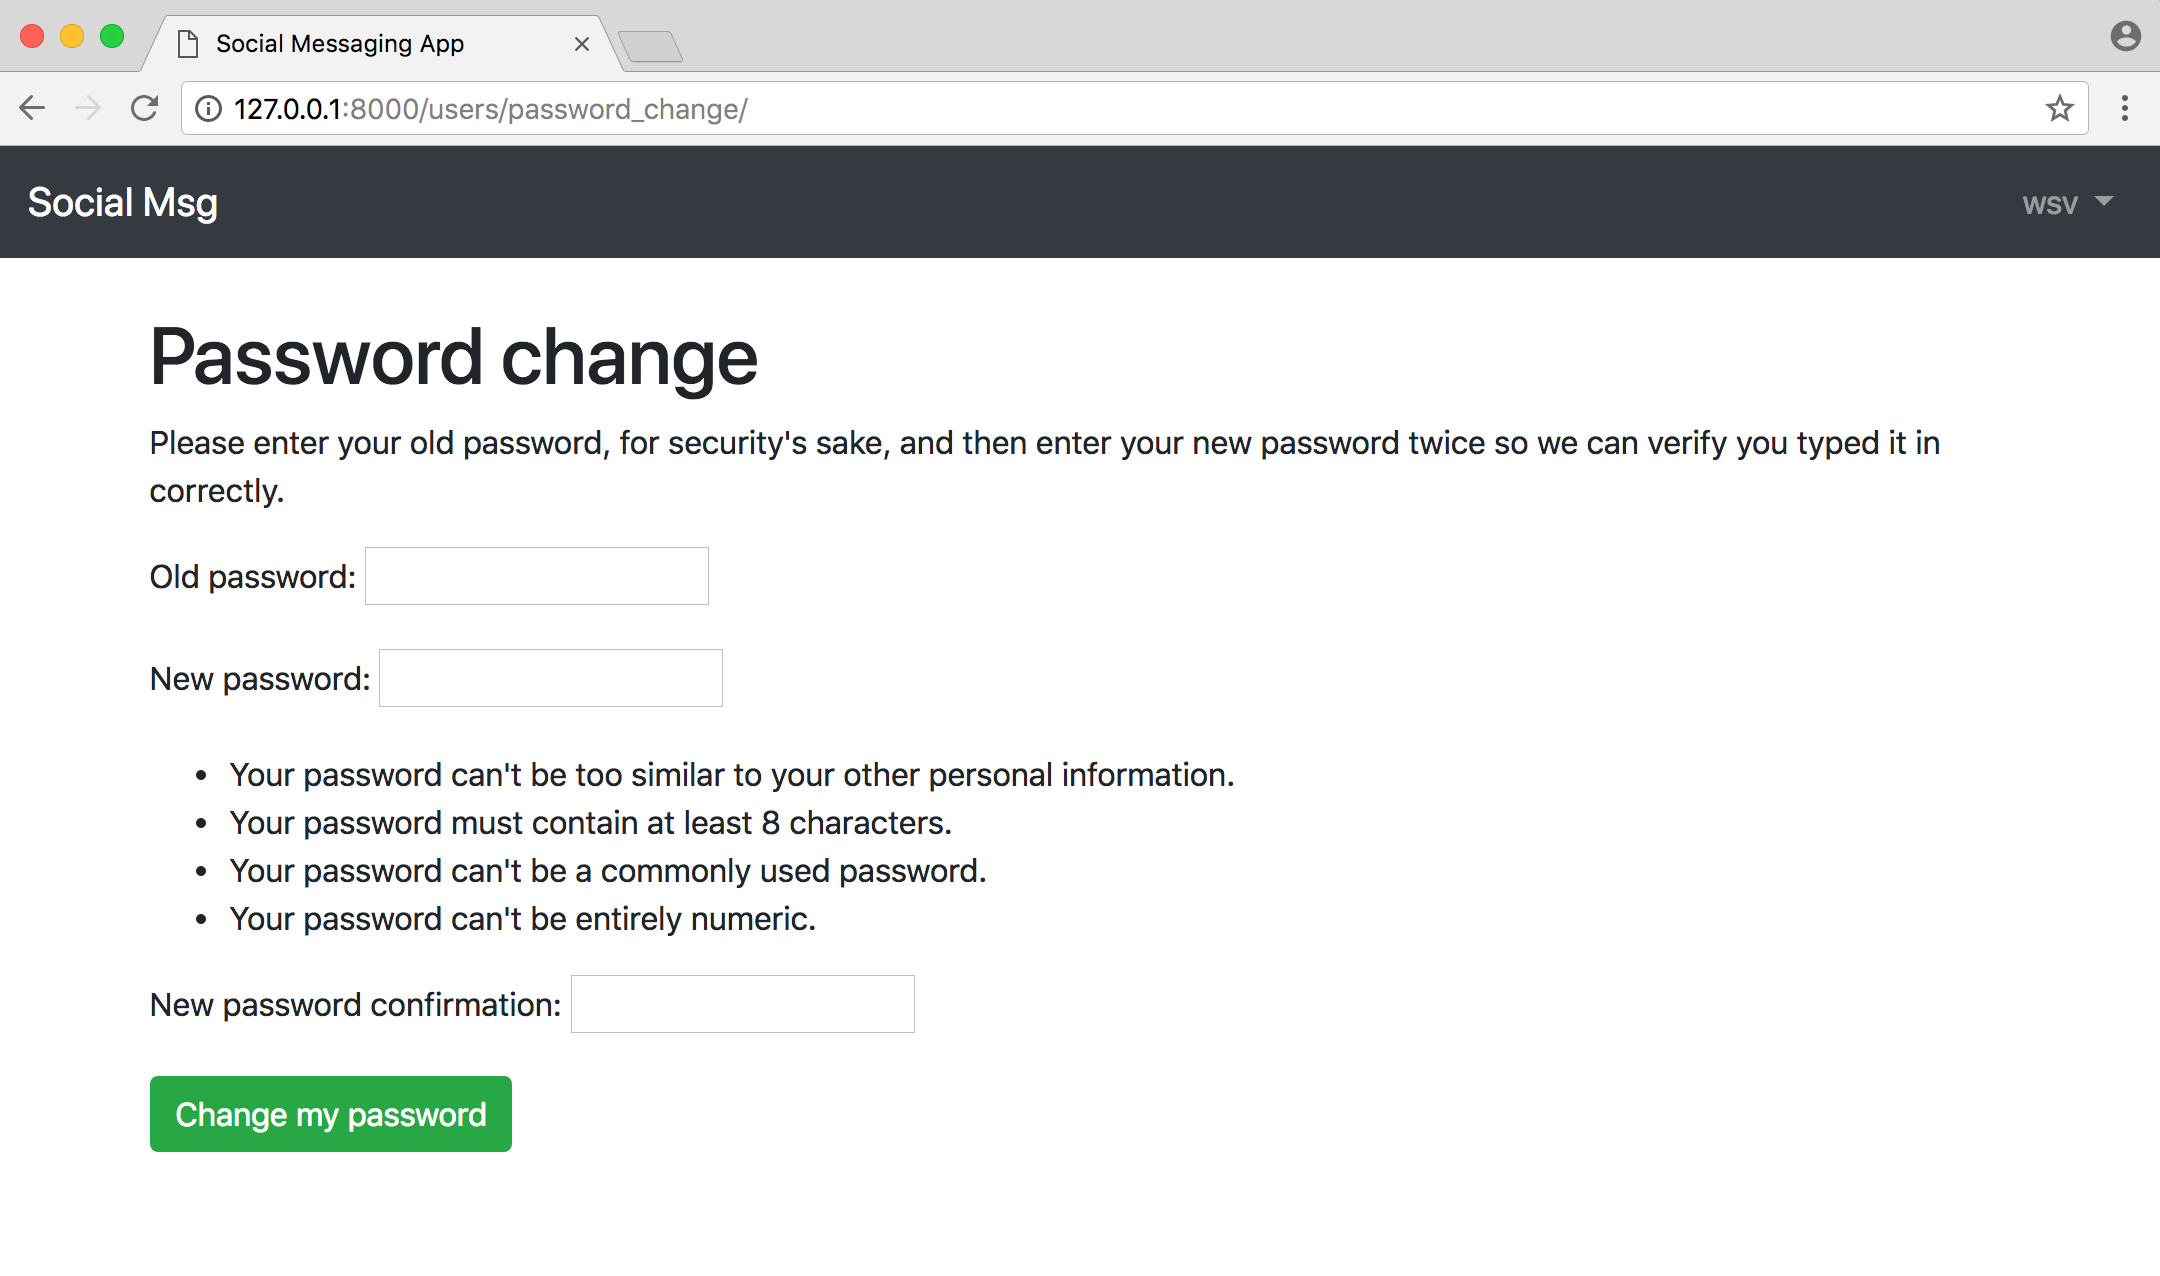 Social Messaging App
127.0.0.1:8000/users/password_change/
Social Msg
wsv
Password change
Please enter your old password, for security's sake, and then enter your new password twice so we can verify you typed it in
correctly.
Old password:
New password:
• Your password can't be too similar to your other personal information.
• Your password must contain at least 8 characters.
• Your password can't be a commonly used password.
• Your password can't be entirely numeric.
New password confirmation:
Change my password